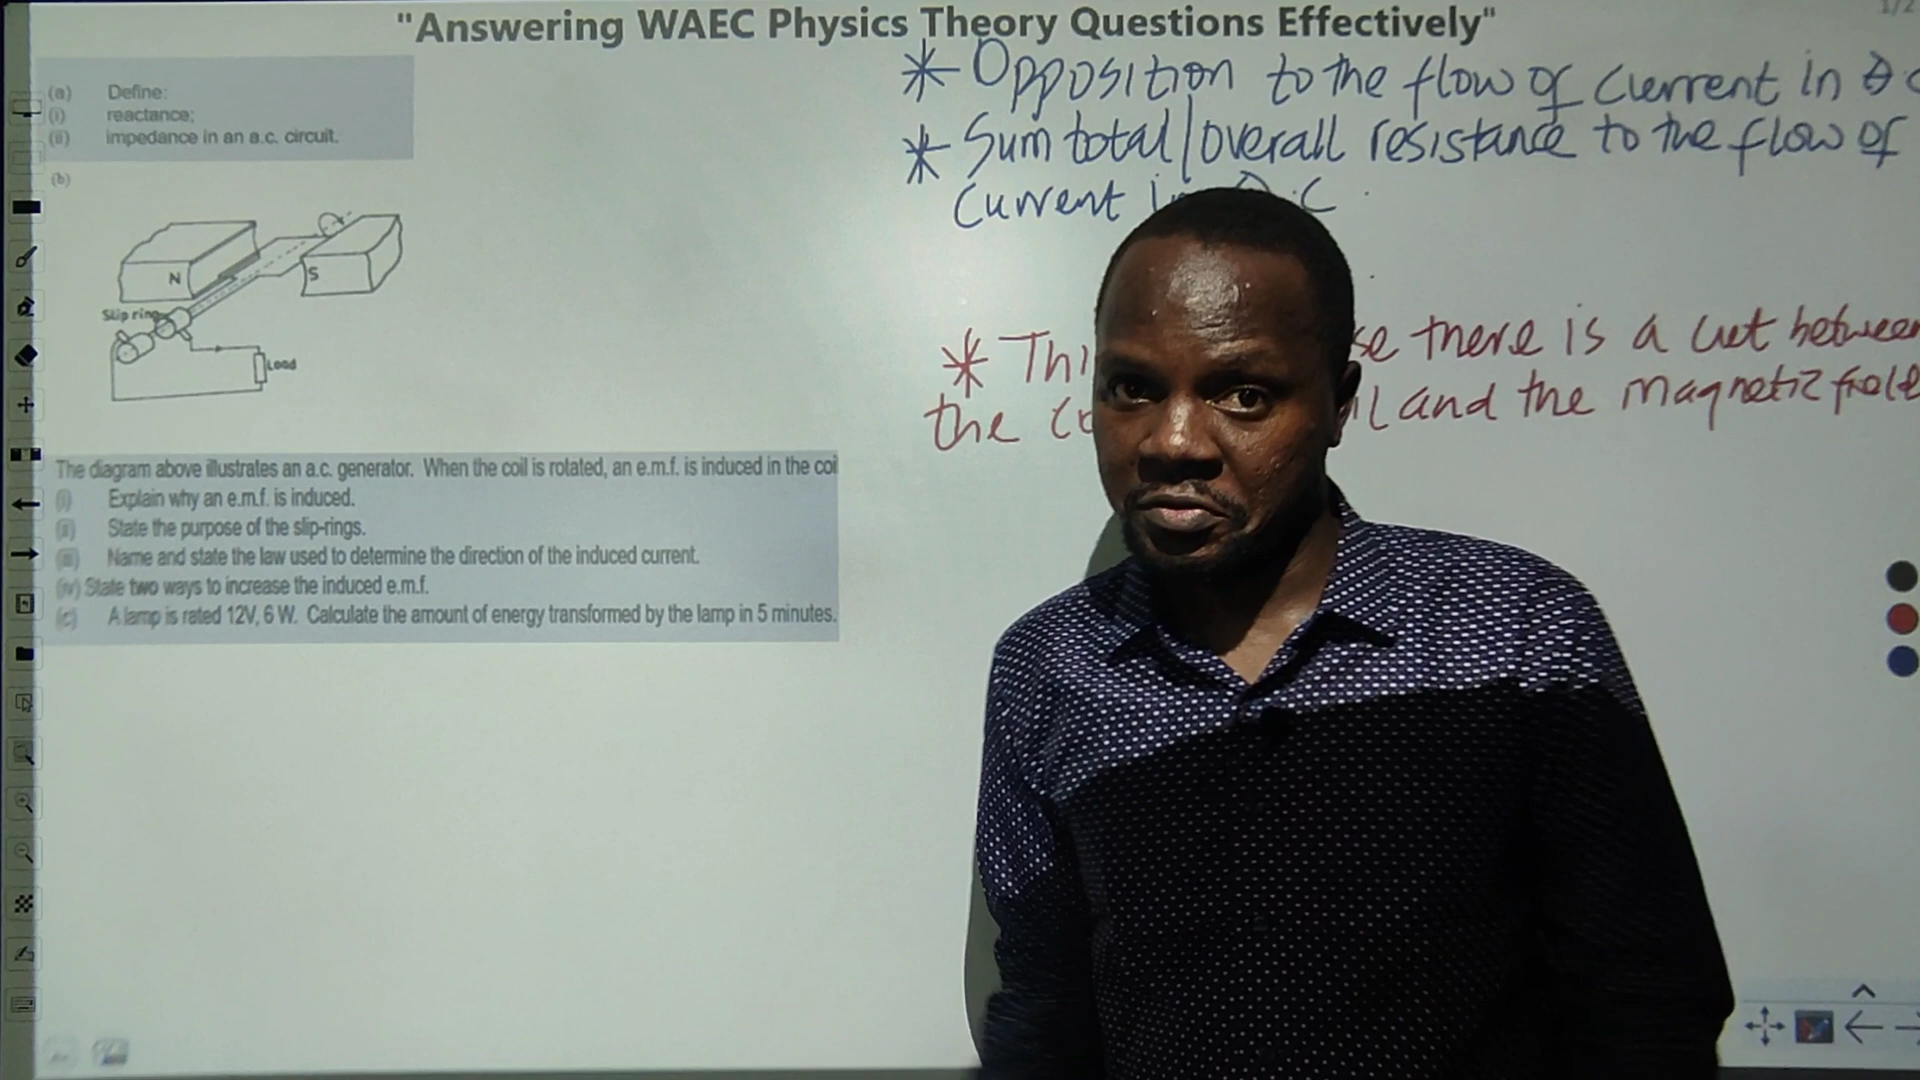 "Answering WAEC Physics Theory Questions Effectively"
1/2
(a) Define:
(i) reactance;
(ii) impedance in an a.c. circuit.
(b)
N
S
Slip ring
Load
The diagram above illustrates an a.c. generator. When the coil is rotated, an e.m.f. is induced in the coi
(i) Explain why an e.m.f. is induced.
(ii) State the purpose of the slip-rings.
(iii) Name and state the law used to determine the direction of the induced current.
(iv) State two ways to increase the induced e.m.f.
(c) A lamp is rated 12V, 6 W. Calculate the amount of energy transformed by the lamp in 5 minutes.
* Opposition to the flow of current in
* Sum total/overall resistance to the flow of
current
* there is a cut between
the and the magnetic field